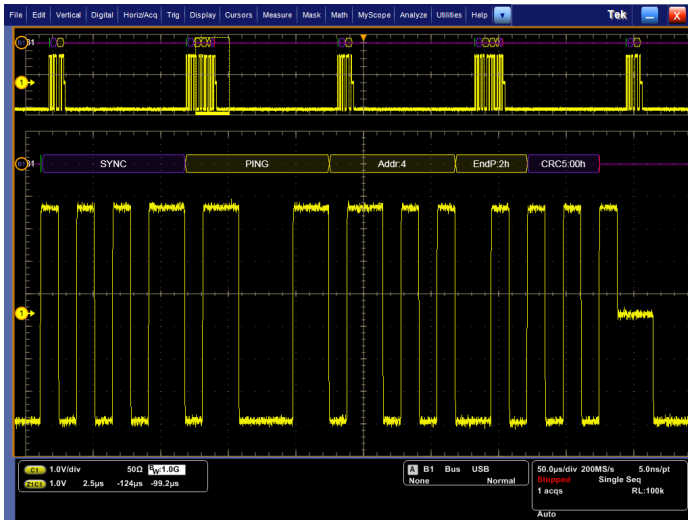 File Edit Vertical Digital Horiz/Acq Trig Display Cursors Measure Mask Math MyScope Analyze Utilities Help Tek X
B1 B1
1
B1 B1 SYNC PING Addr:4 EndP:2h CRC5:00h
1
C1 1.0V/div 50Ω BW:1.0G
Z1C1 1.0V 2.5µs -124µs -99.2µs
A B1 Bus USB
None Normal
50.0µs/div 200MS/s 5.0ns/pt
Stopped Single Seq
1 acqs RL:100k
Auto